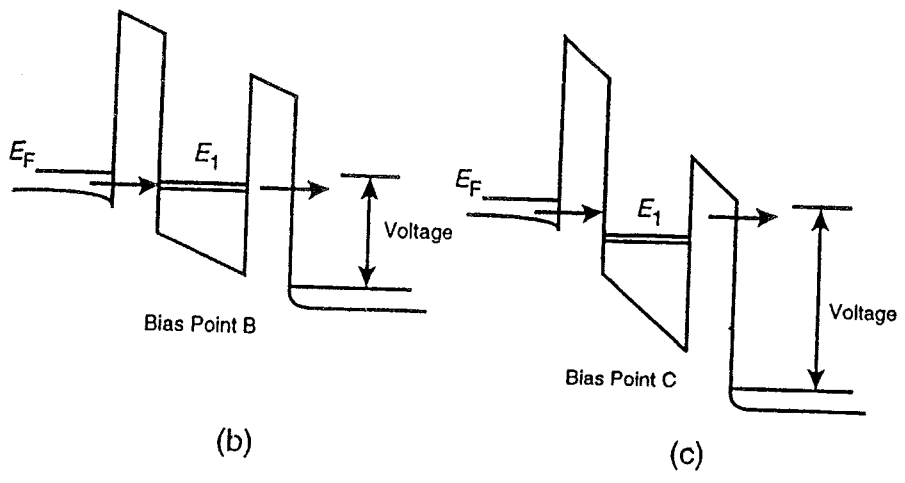 E_F
E_1
Voltage
Bias Point B
(b)
E_F
E_1
Voltage
Bias Point C
(c)